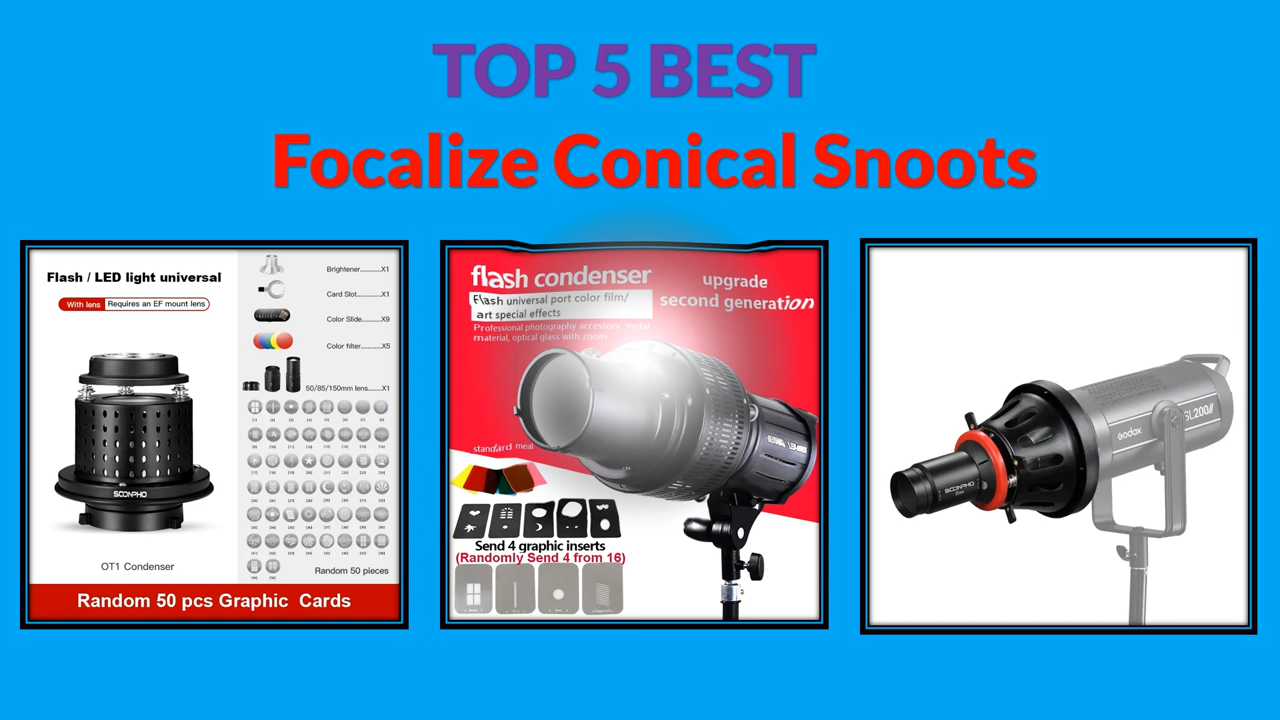 TOP 5 BEST
Focalize Conical Snoots
Flash / LED light universal
With lens Requires an EF mount lens
Brightener...........X1
Card Slot.......X1
Color Slide.....X9
Color filter........X5
50/85/150mm lens......X1
SOONPHO
OT1 Condenser
Random 50 pieces
Random 50 pcs Graphic Cards
flash condenser
upgrade
second generation
Flash universal port color film/
art special effects
Professional photography accessory, metal
material, optical glass with zoom
standard meal
Send 4 graphic inserts
(Randomly Send 4 from 16)
SL200II
Godox
SOONPHO